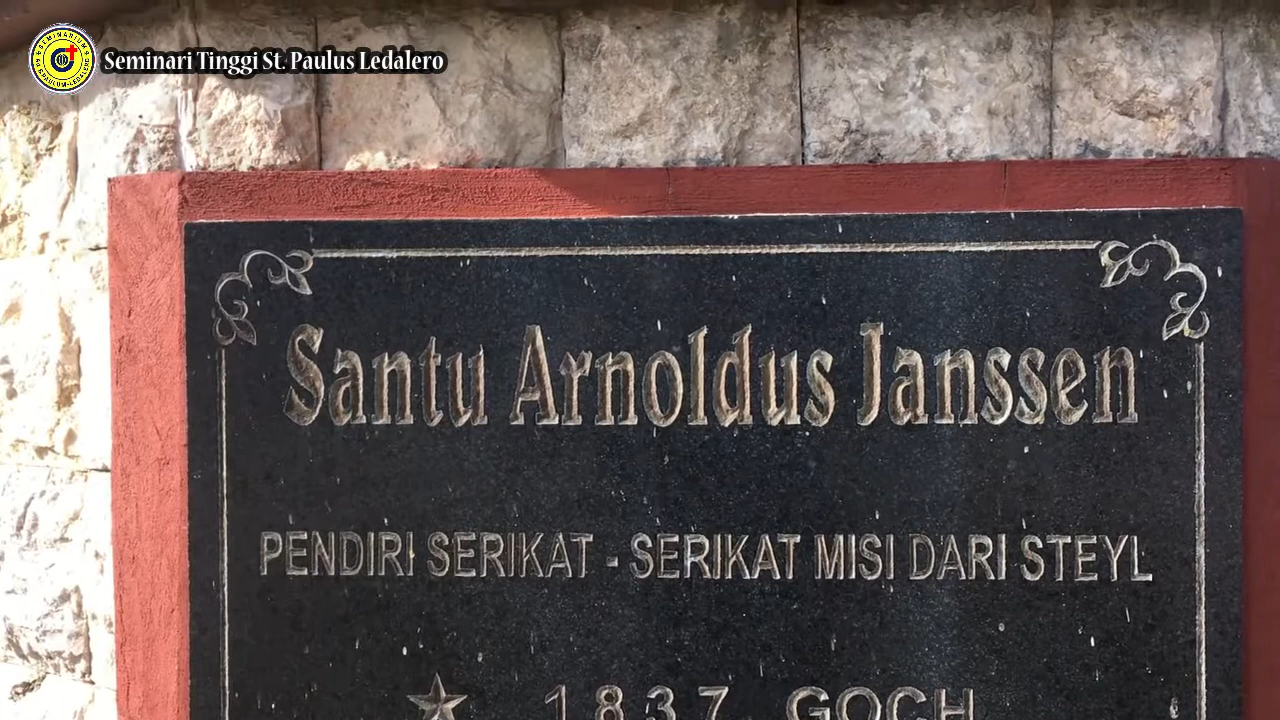 Seminari Tinggi St. Paulus Ledalero
Santu Arnoldus Janssen
PENDIRI SERIKAT - SERIKAT MISI DARI STEYL
1837 GOCH